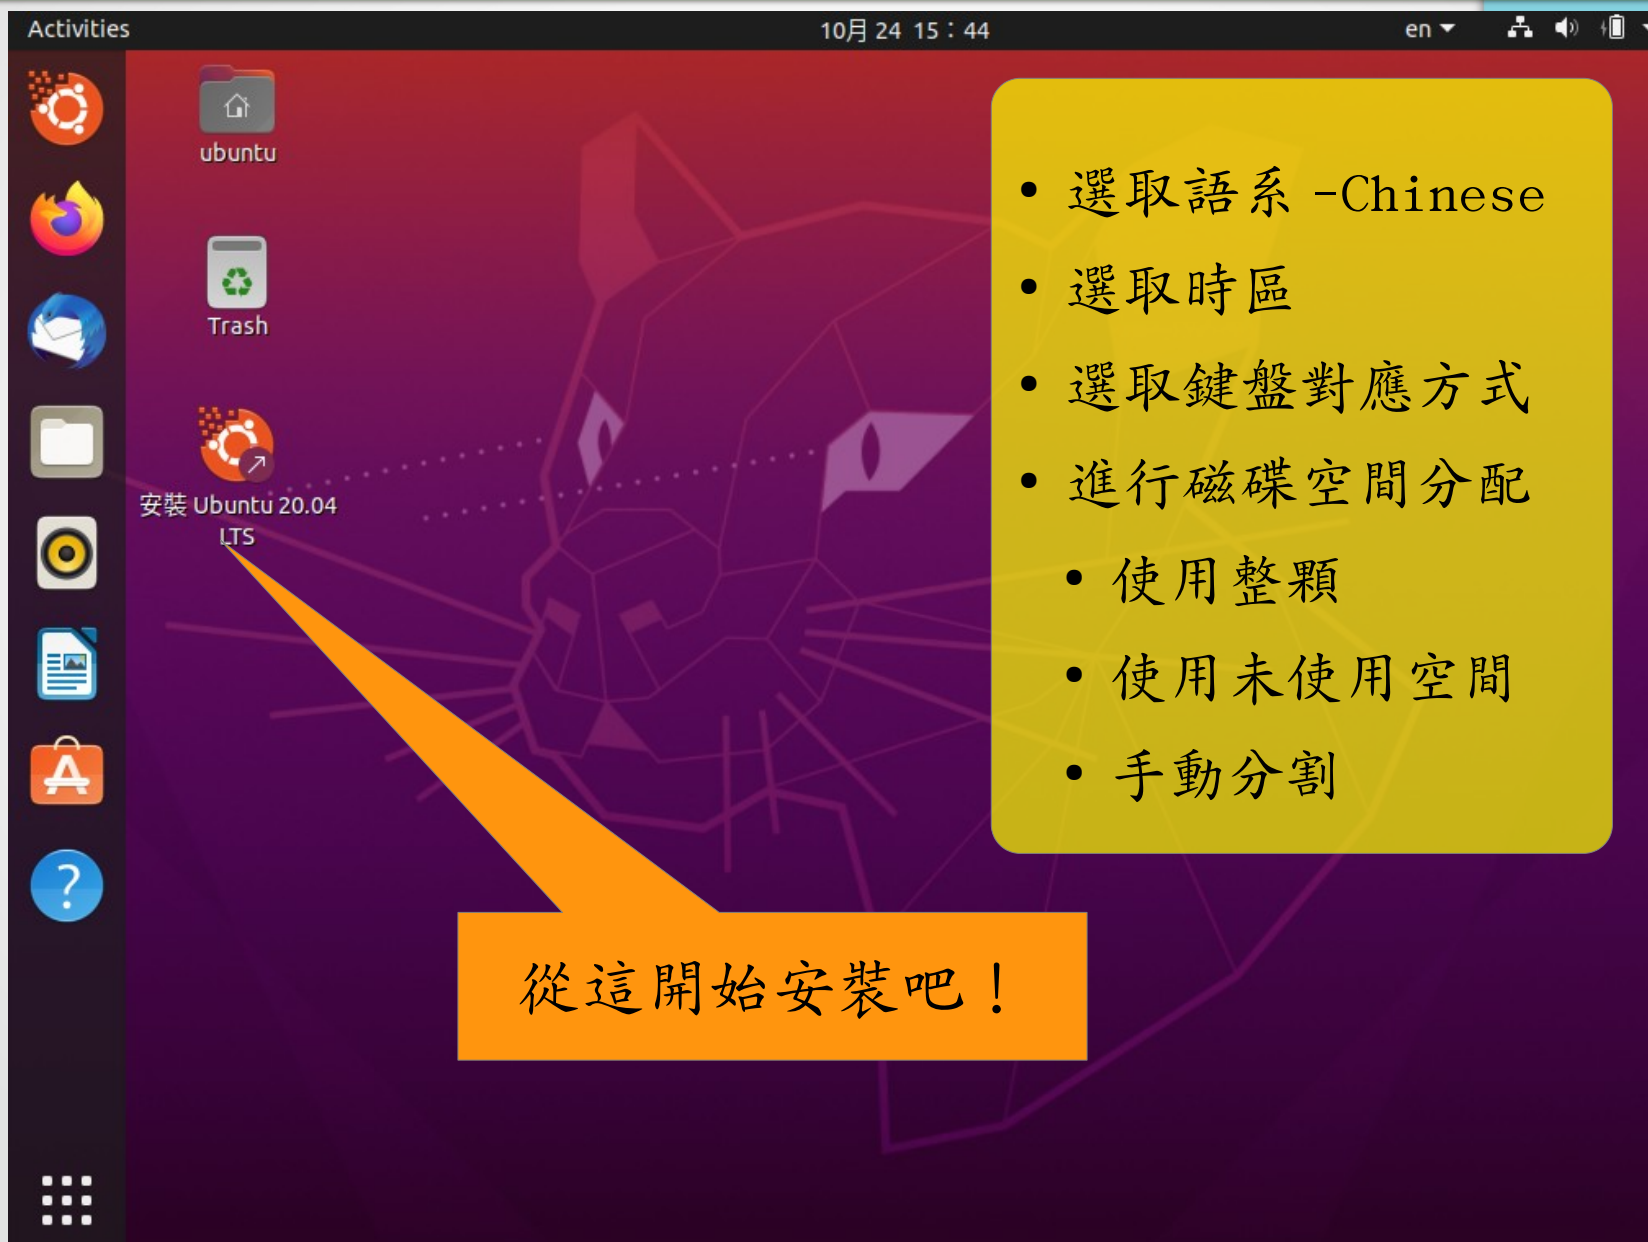 Activities
10月 24 15：44
en
ubuntu
Trash
安裝 Ubuntu 20.04
LTS
• 選取語系-Chinese
• 選取時區
• 選取鍵盤對應方式
• 進行磁碟空間分配
• 使用整顆
• 使用未使用空間
• 手動分割
從這開始安裝吧！